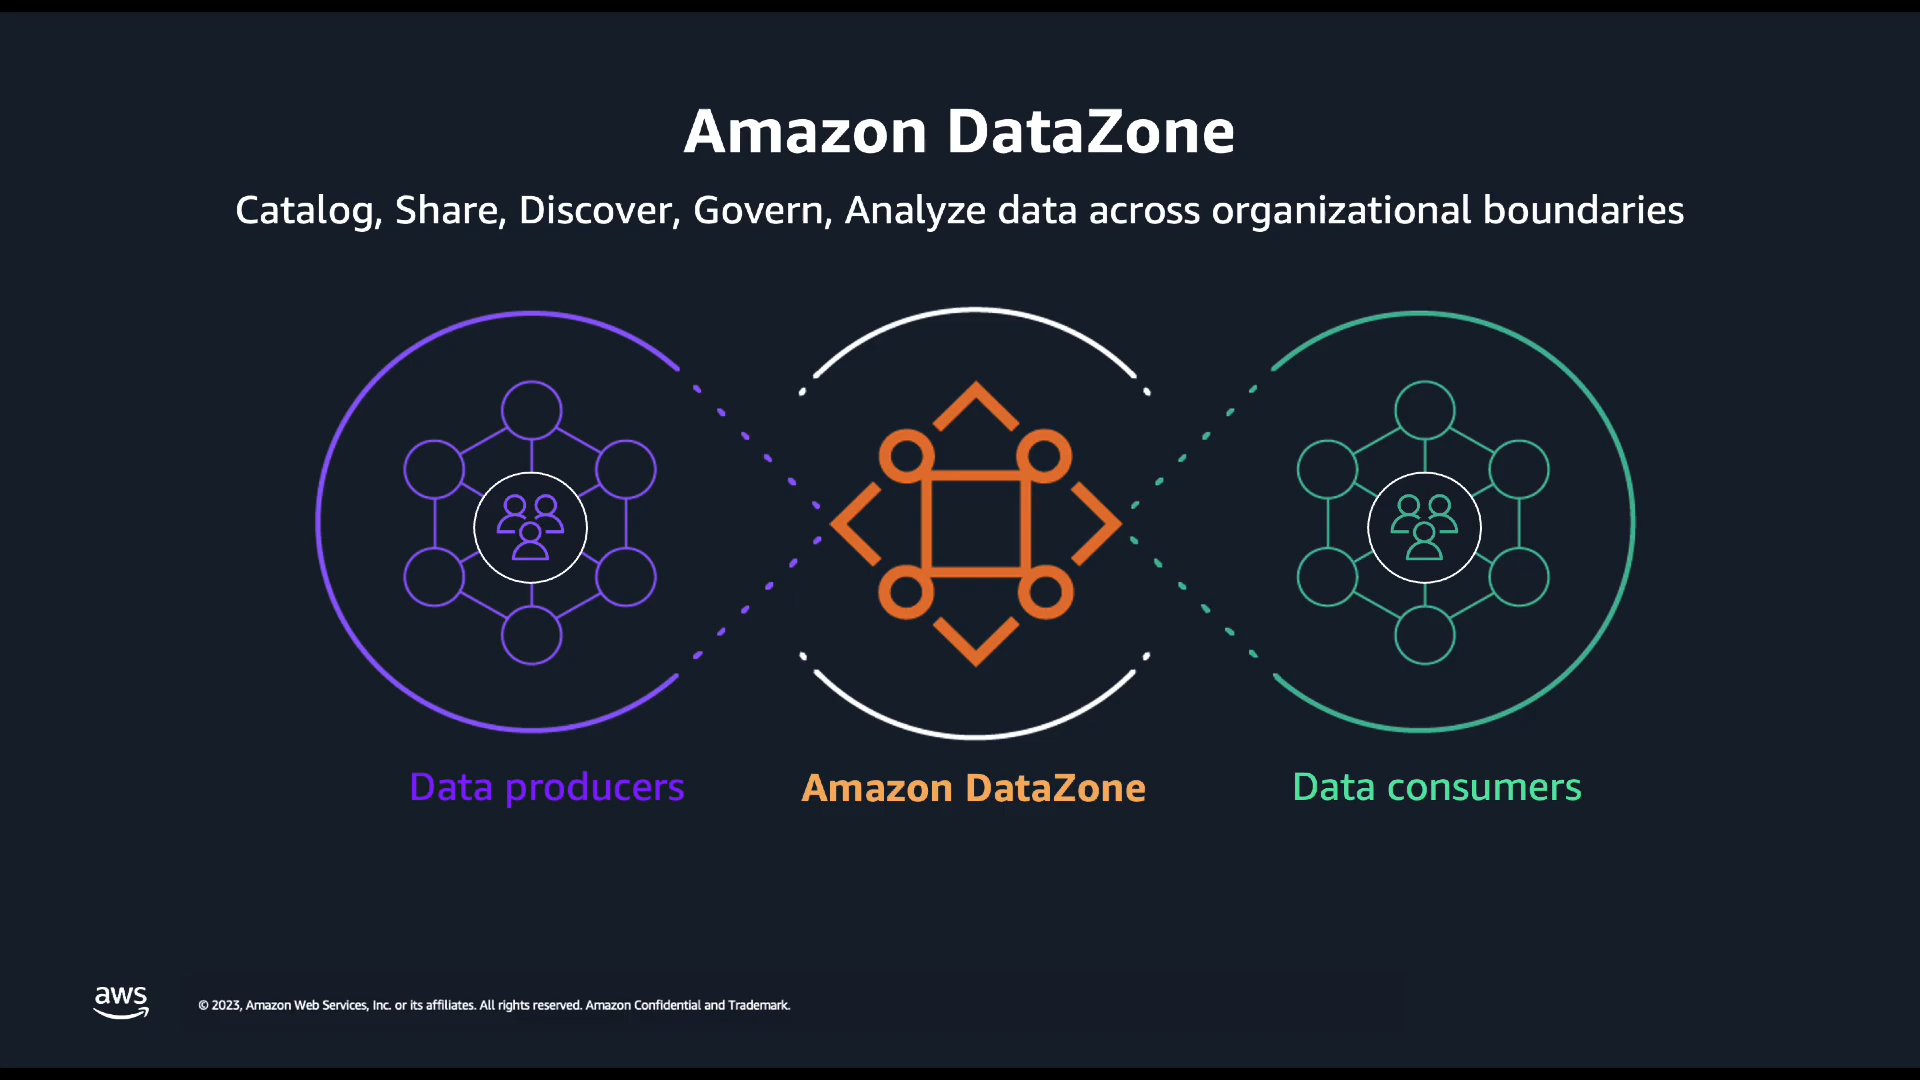 Amazon DataZone
Catalog, Share, Discover, Govern, Analyze data across organizational boundaries
Data producers
Amazon DataZone
Data consumers
aws
© 2023, Amazon Web Services, Inc. or its affiliates. All rights reserved. Amazon Confidential and Trademark.